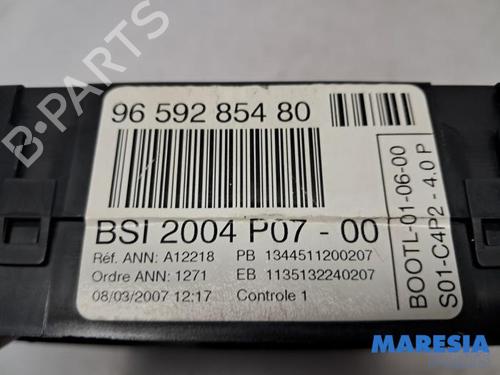 96 592 854 80
BSI 2004 P07 - 00
Réf. ANN: A12218 PB 1344511200207
Ordre ANN: 1271 EB 1135132240207
08/03/2007 12:17 Controle 1
BOOTL-01-06-00
S01-C4P2 - 4.0 P
B-PARTS
MARESIA